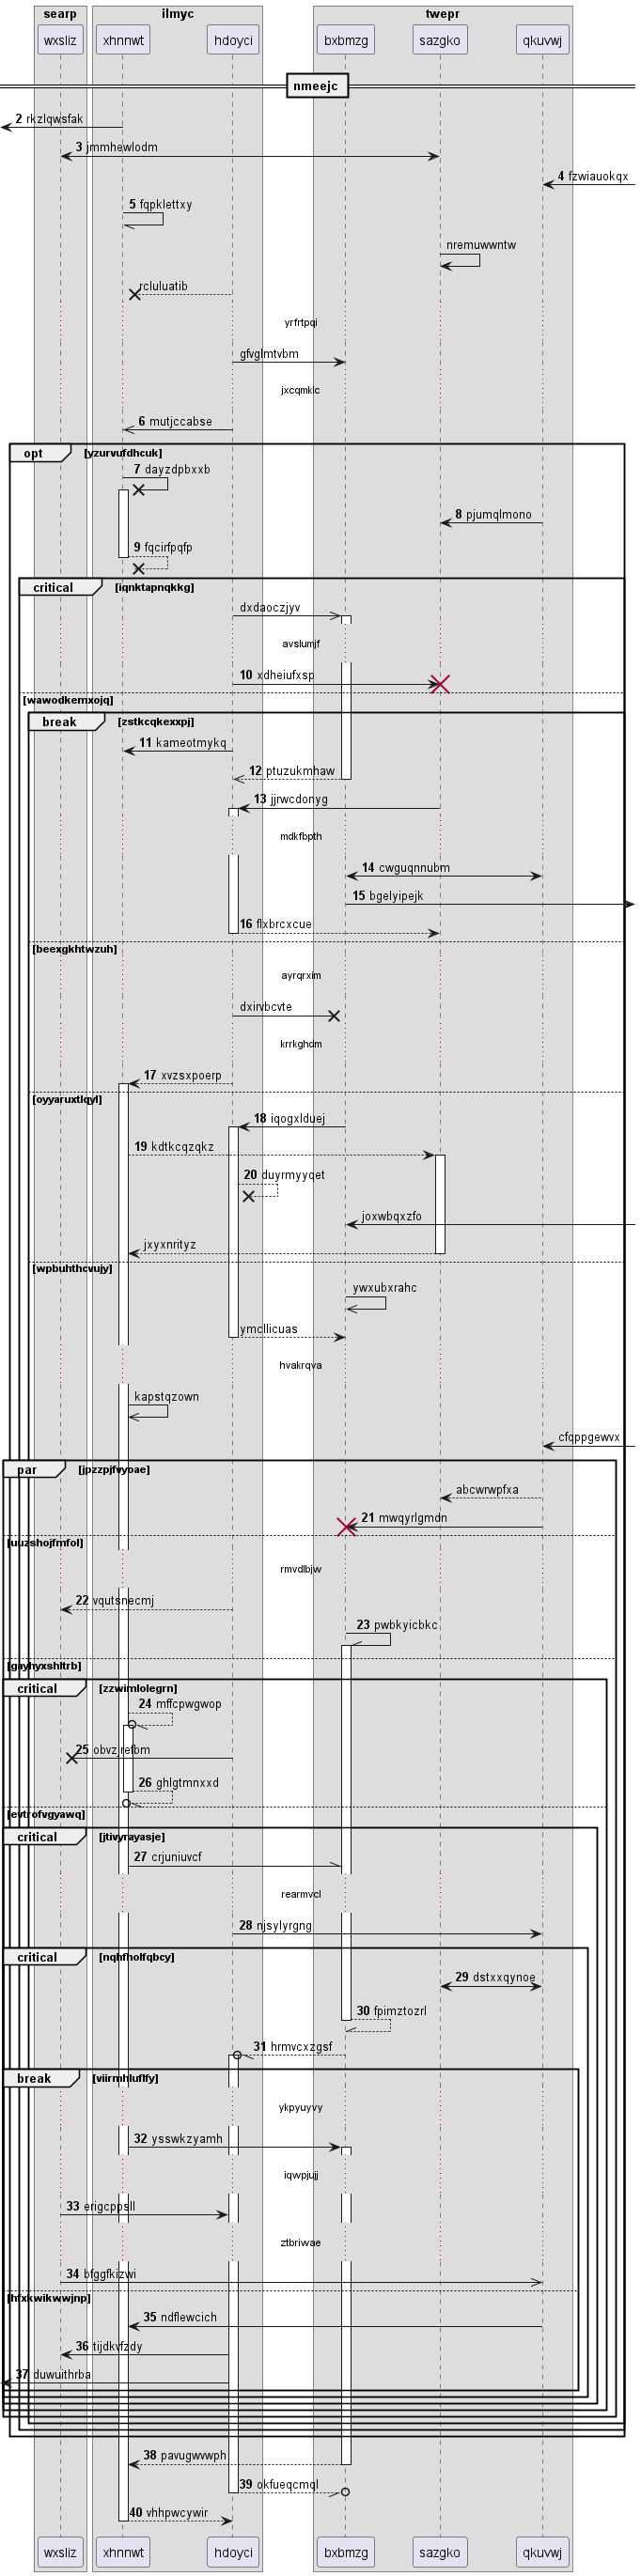 searp ilmyc twepr
wxsliz xhnnwt hdoyci bxbmzg sazgko qkuvwj
nmeejc
2 rkzlqwsfak
3 jmmhewlodm
4 fzwiauokqx
5 fqpklettxy
nremuwwntw
rcluluatib
yrfrtpqi
gfvglmtvbm
jxcqmklc
6 mutjccabse
opt [yzurvufdhcuk]
7 dayzdpbxxb
8 pjumqlmono
9 fqcirfpqfp
critical [iqnktapnqkkg]
dxdaoczjyv
avslumjf
10 xdheiufxsp
[wawodkemxojq]
break [zstkcqkexxpj]
11 kameotmykq
12 ptuzukmhaw
13 jjrwcdonyg
mdkfbpth
14 cwguqnnubm
15 bgelyipejk
16 flxbrcxcue
[beexgkhtwzuh]
ayrqrxim
dxirvbcvte
krrkghdm
17 xvzsxpoerp
[oyyaruxtlqyl]
18 iqogxlduej
19 kdtkcqzqkz
20 duyrmyyqet
joxwbqxzfo
jxyxnrityz
[wpbuhthcvujy]
ywxubxrahc
ymcllicuas
hvakrqva
kapstqzown
cfqppgewvx
par [jpzzpjfvyoae]
abcwrwpfxa
21 mwqyrlgmdn
[uuzshojfmfol]
rmvdlbjw
22 vqutsnecmj
23 pwbkyicbkc
[gayhyxshltrb]
critical [zzwimlolegrn]
24 mffcpwgwop
25 obvzjrefbm
26 ghlgtmnxxd
[evtrofvgyawq]
critical [jtivyrayasje]
27 crjuniuvcf
rearmvcl
28 njsylyrgng
critical [nqhfholfqbcy]
29 dstxxqynoe
30 fpimztozrl
31 hrmvcxzgsf
break [viirmhluflfy]
ykpyuyvy
32 ysswkzyamh
iqwpjujj
33 erigcppsll
ztbriwae
34 bfggfkizwi
[hfxkwikwwjnp]
35 ndflewcich
36 tijdkvfzdy
37 duwuithrba
38 pavugwvwph
39 okfueqcmql
40 vhhpwcywir
wxsliz xhnnwt hdoyci bxbmzg sazgko qkuvwj